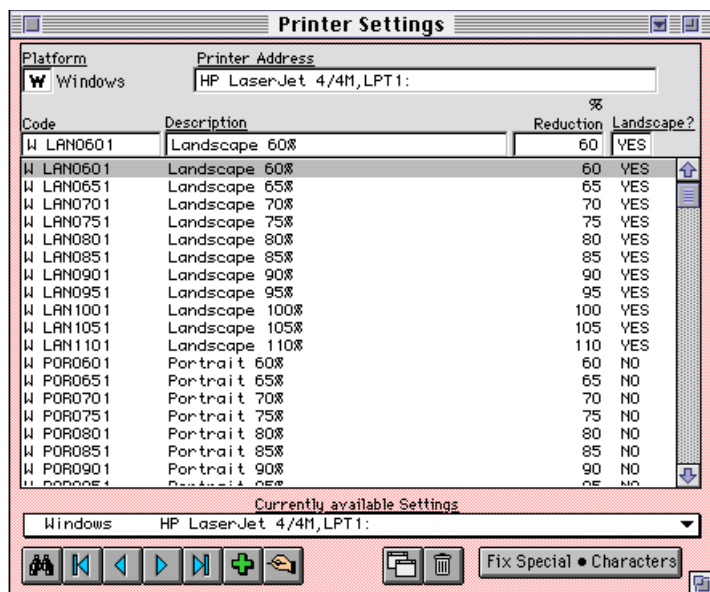 Printer Settings
Platform Printer Address
W Windows HP LaserJet 4/4M,LPT1:
%
Code Description Reduction Landscape?
W LAN0601 Landscape 60% 60 YES
W LAN0601 Landscape 60% 60 YES
W LAN0651 Landscape 65% 65 YES
W LAN0701 Landscape 70% 70 YES
W LAN0751 Landscape 75% 75 YES
W LAN0801 Landscape 80% 80 YES
W LAN0851 Landscape 85% 85 YES
W LAN0901 Landscape 90% 90 YES
W LAN0951 Landscape 95% 95 YES
W LAN1001 Landscape 100% 100 YES
W LAN1051 Landscape 105% 105 YES
W LAN1101 Landscape 110% 110 YES
W POR0601 Portrait 60% 60 NO
W POR0651 Portrait 65% 65 NO
W POR0701 Portrait 70% 70 NO
W POR0751 Portrait 75% 75 NO
W POR0801 Portrait 80% 80 NO
W POR0851 Portrait 85% 85 NO
W POR0901 Portrait 90% 90 NO
Currently available Settings
Windows HP LaserJet 4/4M,LPT1:
Fix Special • Characters